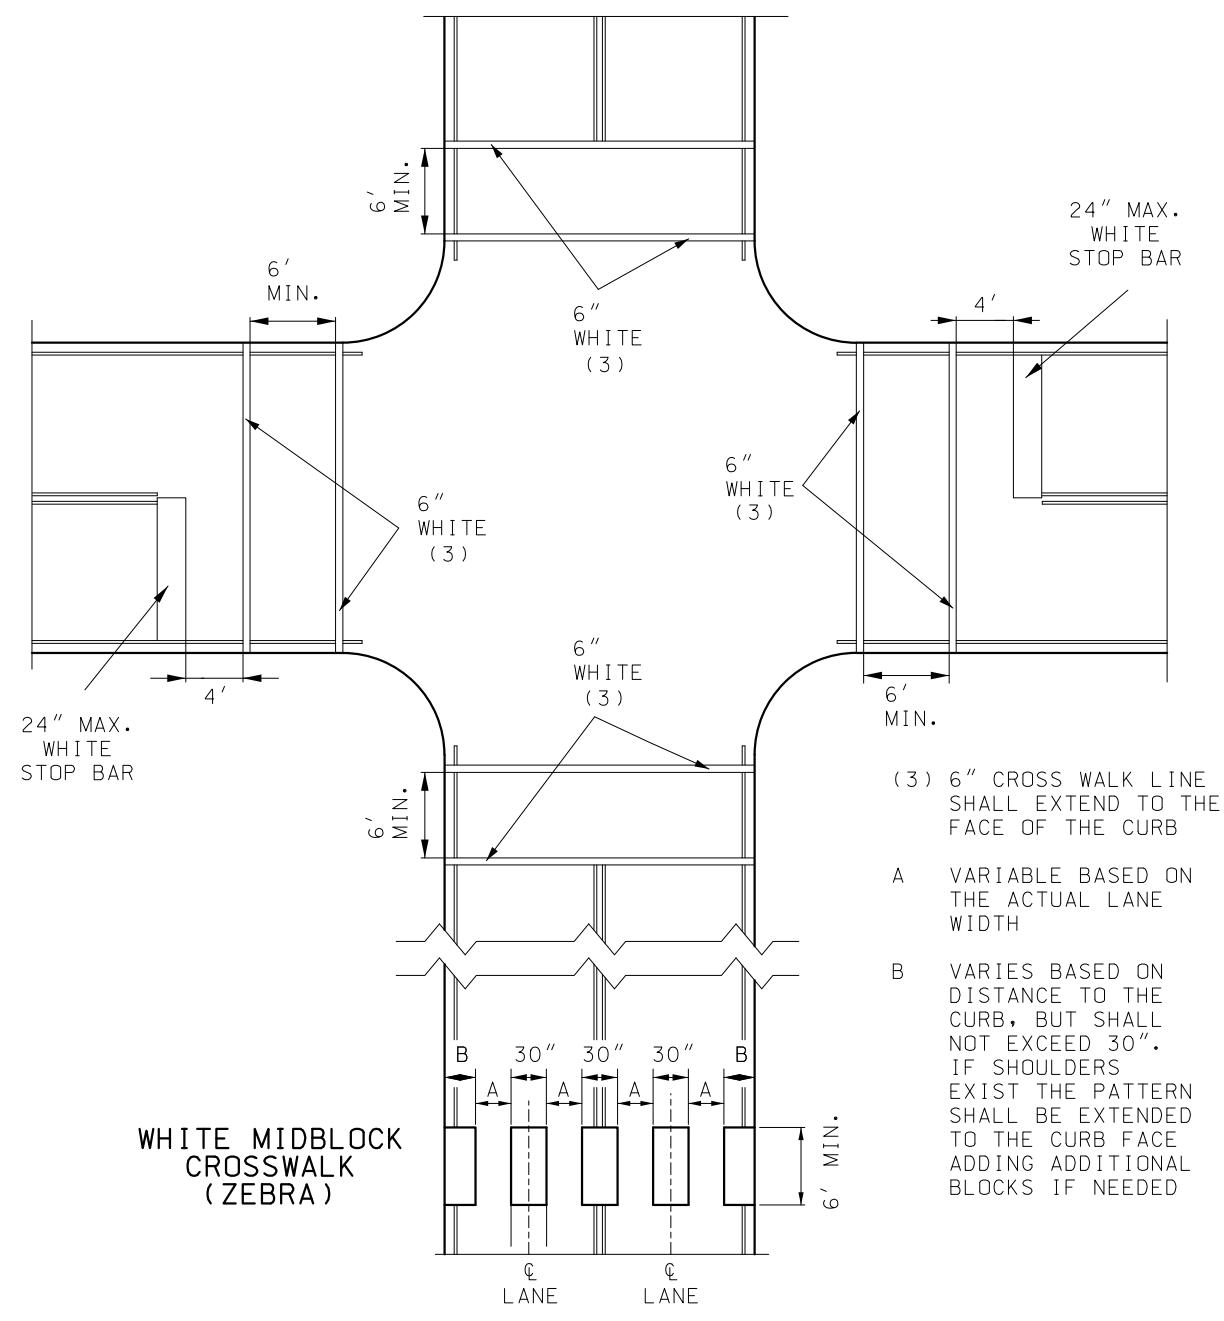 6′
MIN.
24″ MAX.
WHITE
STOP BAR
6′
MIN.
4′
6″
WHITE
(3)
6″
WHITE
(3)
6″
WHITE
(3)
6″
WHITE
(3)
4′
6′
MIN.
24″ MAX.
WHITE
STOP BAR
6′
MIN.
(3) 6″ CROSS WALK LINE
SHALL EXTEND TO THE
FACE OF THE CURB
A VARIABLE BASED ON
THE ACTUAL LANE
WIDTH
B VARIES BASED ON
DISTANCE TO THE
CURB, BUT SHALL
NOT EXCEED 30″.
IF SHOULDERS
EXIST THE PATTERN
SHALL BE EXTENDED
TO THE CURB FACE
ADDING ADDITIONAL
BLOCKS IF NEEDED
B 30″ 30″ 30″ B
A A A A
WHITE MIDBLOCK
CROSSWALK
(ZEBRA)
6′ MIN.
℄ ℄
LANE LANE